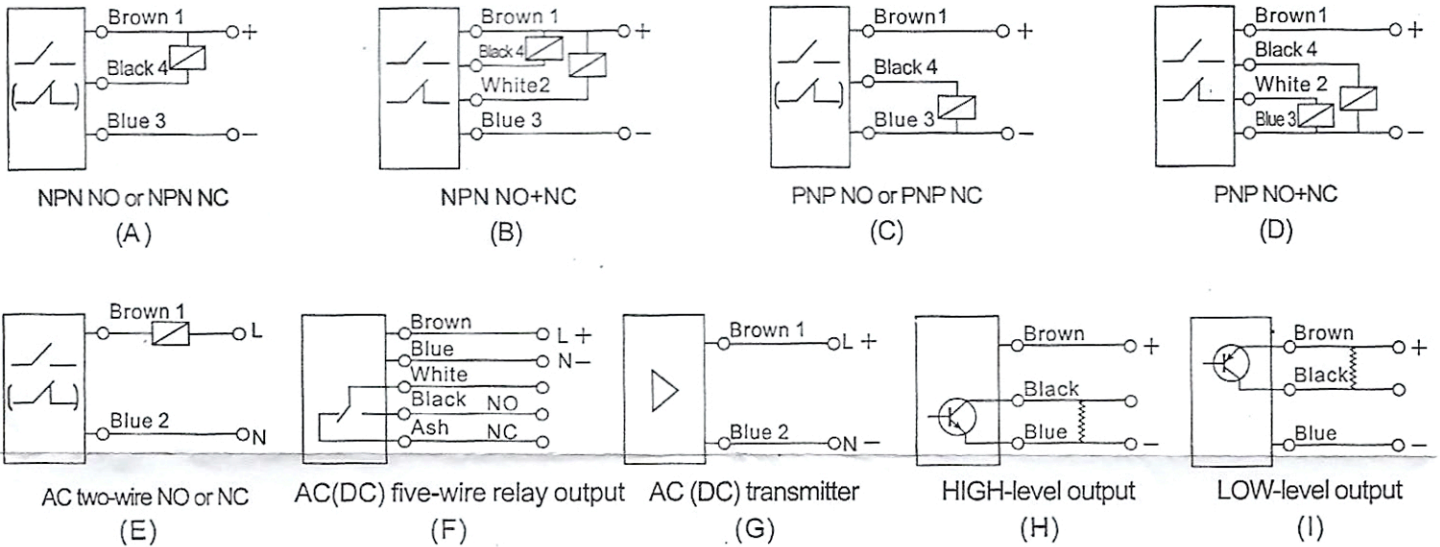 Brown 1
+
Black 4
Blue 3
−
NPN NO or NPN NC
(A)
Brown 1
+
Black 4
White2
Blue 3
−
NPN NO+NC
(B)
Brown1
+
Black 4
Blue 3
−
PNP NO or PNP NC
(C)
Brown 1
+
Black 4
White 2
Blue 3
−
PNP NO+NC
(D)
Brown 1
L
Blue 2
N
AC two-wire NO or NC
(E)
Brown L +
Blue N−
White
Black NO
Ash NC
AC(DC) five-wire relay output
(F)
Brown 1
L +
Blue 2
N −
AC (DC) transmitter
(G)
Brown
+
Black
Blue
−
HIGH-level output
(H)
Brown
+
Black
Blue
−
LOW-level output
(I)